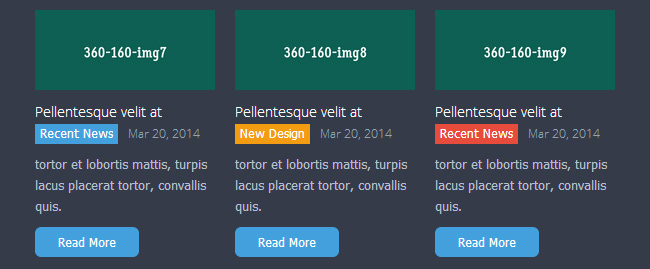 360-160-img7
Pellentesque velit at
Recent News Mar 20, 2014
tortor et lobortis mattis, turpis
lacus placerat tortor, convallis
quis.
Read More
360-160-img8
Pellentesque velit at
New Design Mar 20, 2014
tortor et lobortis mattis, turpis
lacus placerat tortor, convallis
quis.
Read More
360-160-img9
Pellentesque velit at
Recent News Mar 20, 2014
tortor et lobortis mattis, turpis
lacus placerat tortor, convallis
quis.
Read More